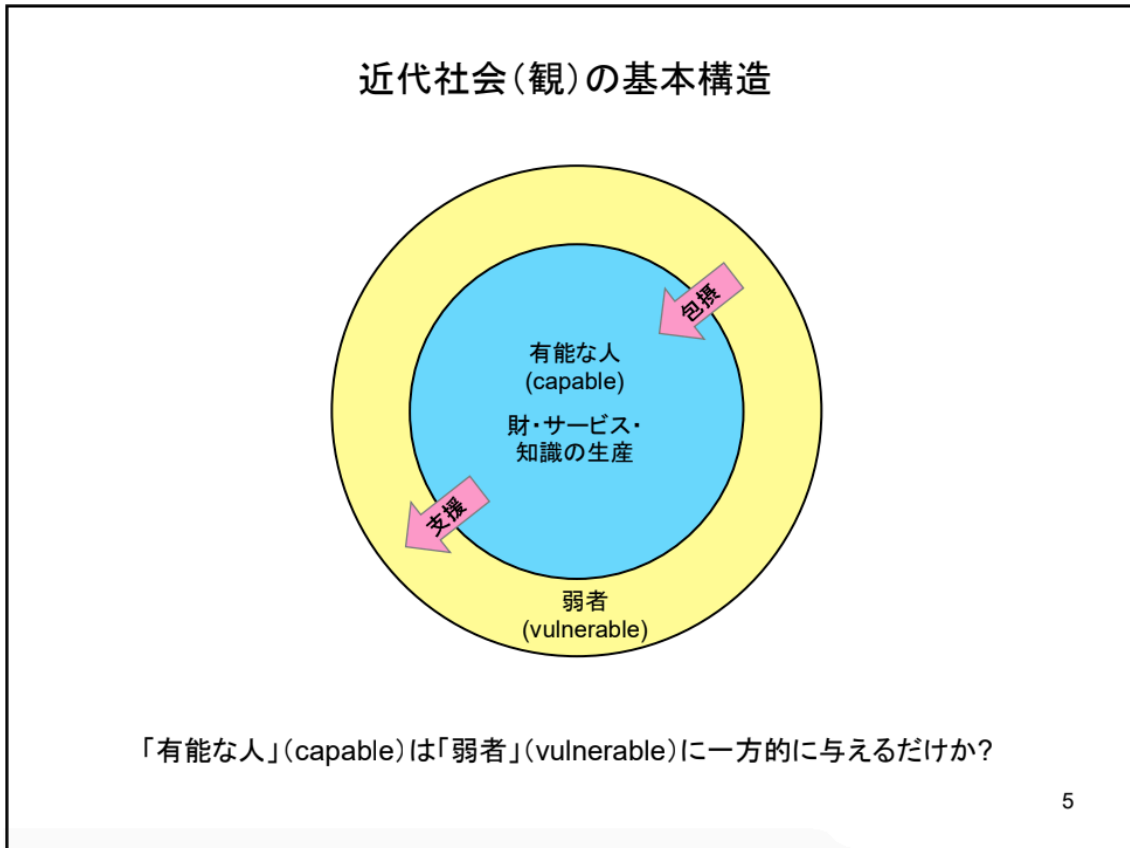 近代社会（観）の基本構造
包摂
有能な人
(capable)
財・サービス・
知識の生産
支援
弱者
(vulnerable)
「有能な人」（capable）は「弱者」（vulnerable）に一方的に与えるだけか？
5